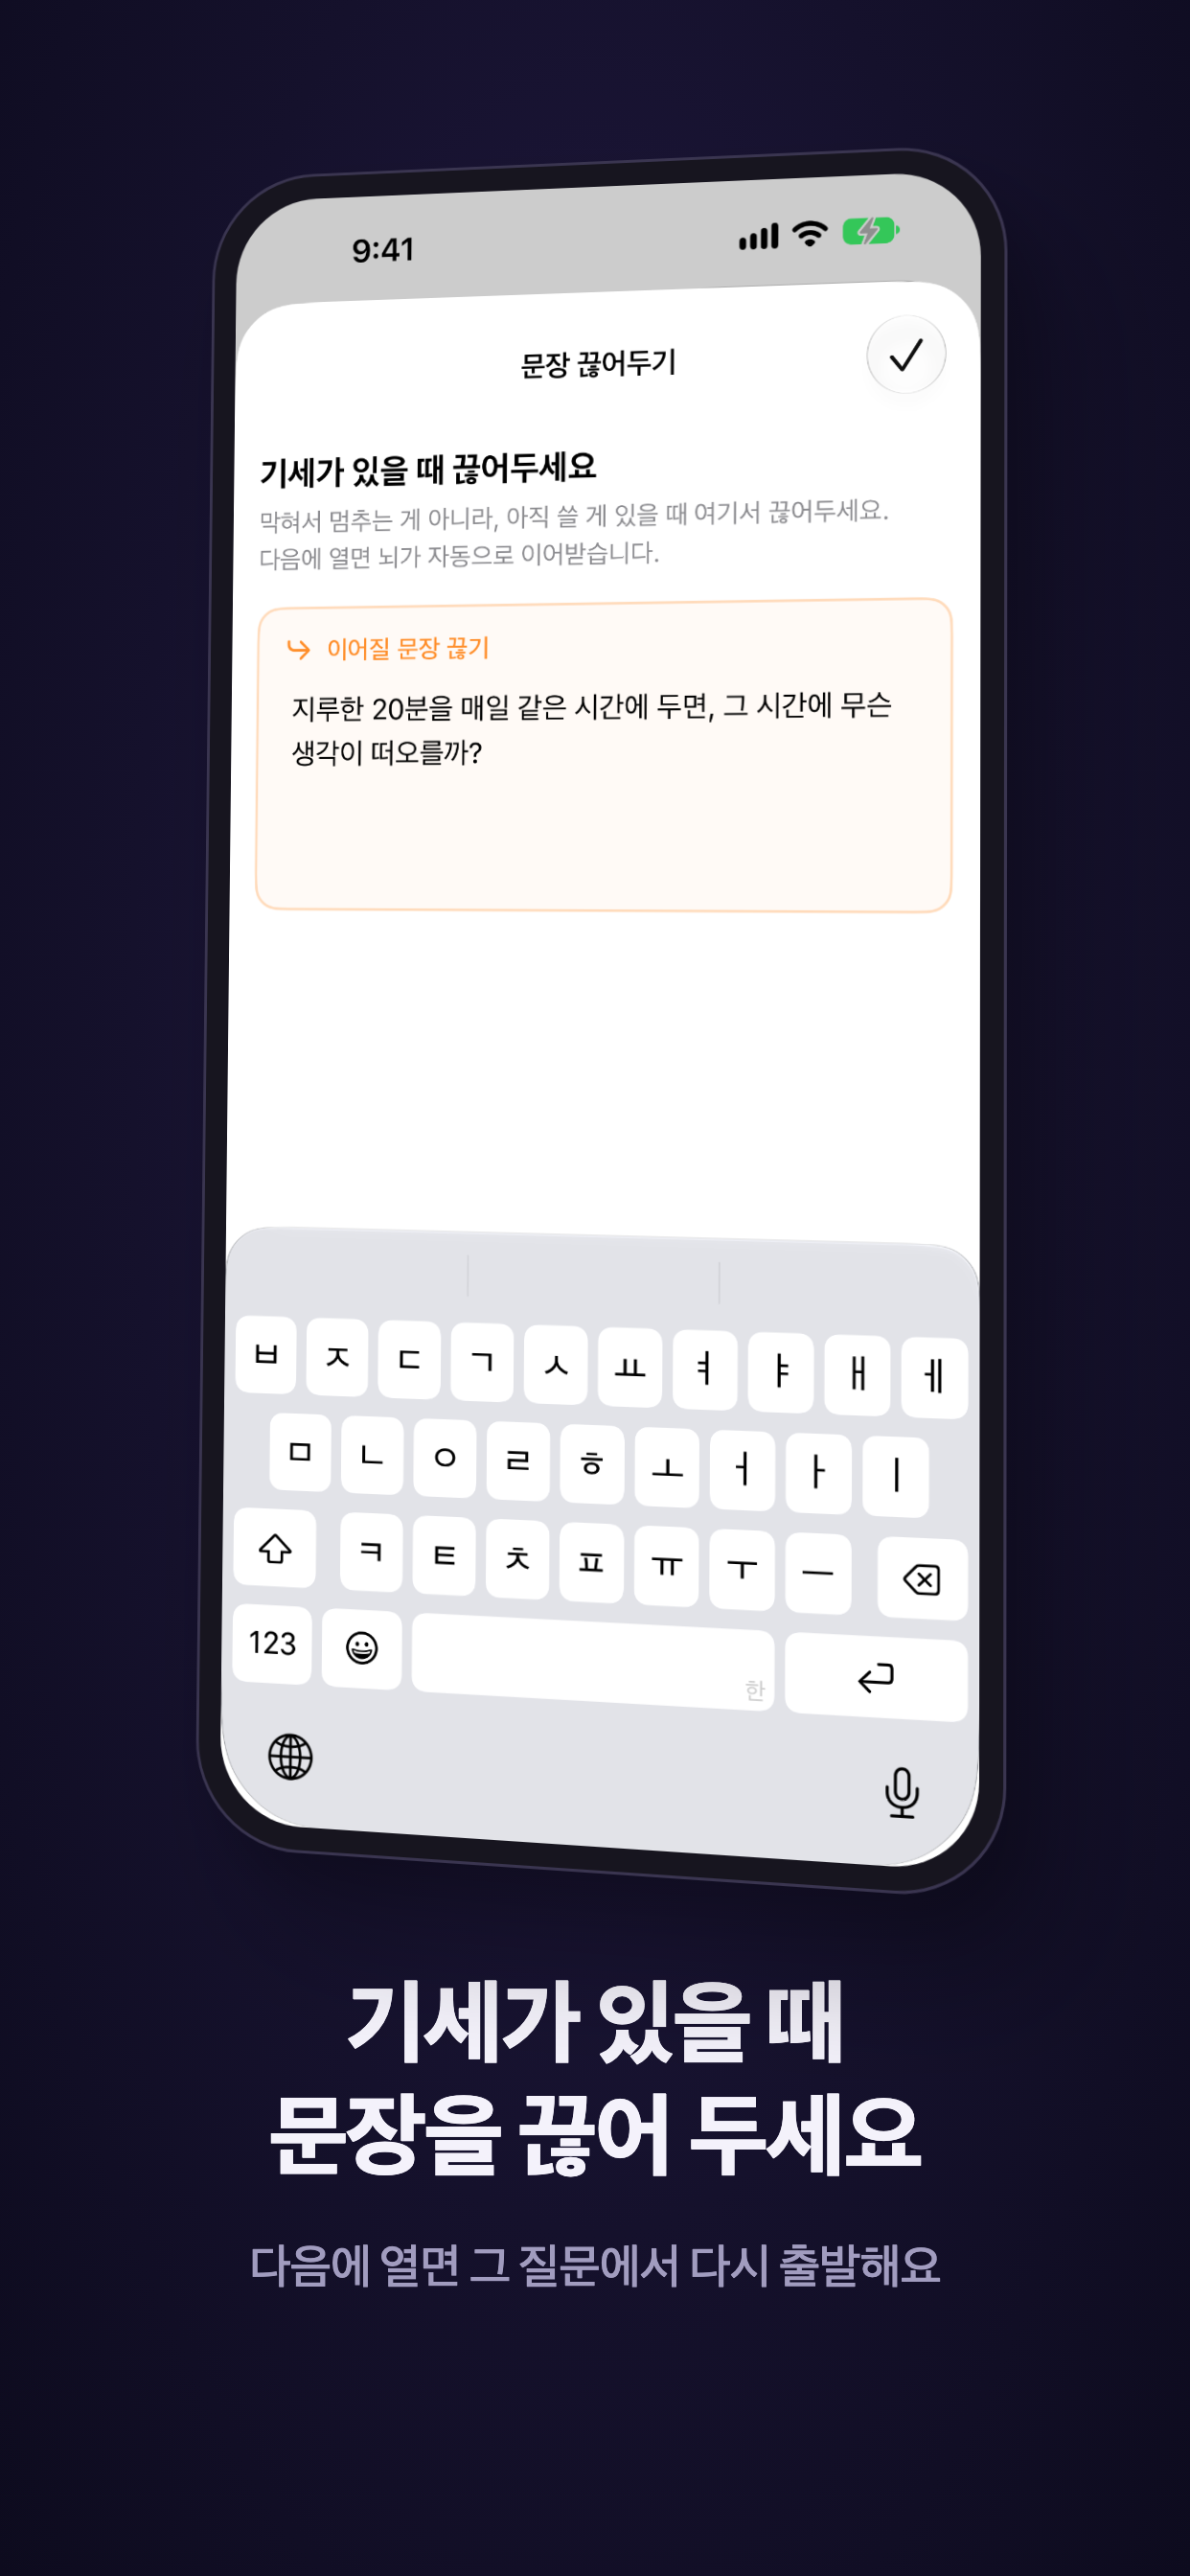 9:41
문장 끊어두기
기세가 있을 때 끊어두세요
막혀서 멈추는 게 아니라, 아직 쓸 게 있을 때 여기서 끊어두세요.
다음에 열면 뇌가 자동으로 이어받습니다.
이어질 문장 끊기
지루한 20분을 매일 같은 시간에 두면, 그 시간에 무슨
생각이 떠오를까?
ㅂ ㅈ ㄷ ㄱ ㅅ ㅛ ㅕ ㅑ ㅐ ㅔ
ㅁ ㄴ ㅇ ㄹ ㅎ ㅗ ㅓ ㅏ ㅣ
ㅋ ㅌ ㅊ ㅍ ㅠ ㅜ ㅡ
123
한
기세가 있을 때
문장을 끊어 두세요
다음에 열면 그 질문에서 다시 출발해요